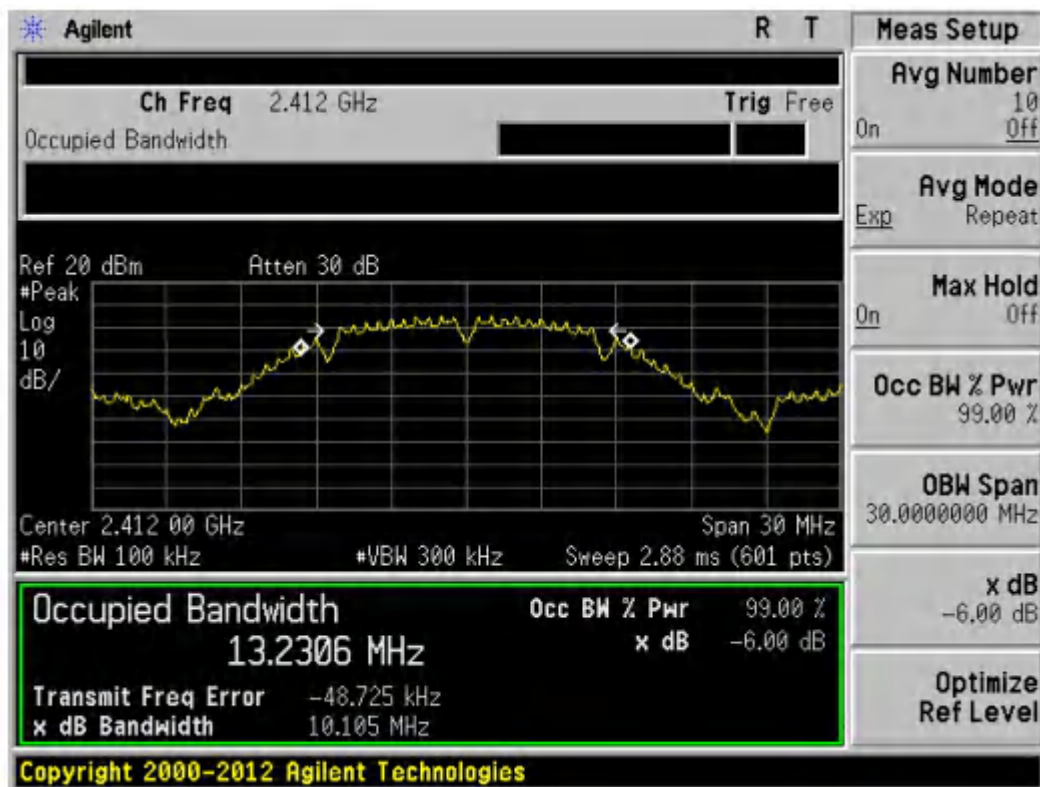 Agilent R T
Ch Freq 2.412 GHz Trig Free
Occupied Bandwidth
Ref 20 dBm Atten 30 dB
#Peak
Log
10
dB/
Center 2.412 00 GHz Span 30 MHz
#Res BW 100 kHz #VBW 300 kHz Sweep 2.88 ms (601 pts)
Occupied Bandwidth Occ BW % Pwr 99.00 %
13.2306 MHz x dB -6.00 dB
Transmit Freq Error -48.725 kHz
x dB Bandwidth 10.105 MHz
Copyright 2000-2012 Agilent Technologies
Meas Setup
Avg Number
10
On Off
Avg Mode
Exp Repeat
Max Hold
On Off
Occ BW % Pwr
99.00 %
OBW Span
30.0000000 MHz
x dB
-6.00 dB
Optimize
Ref Level